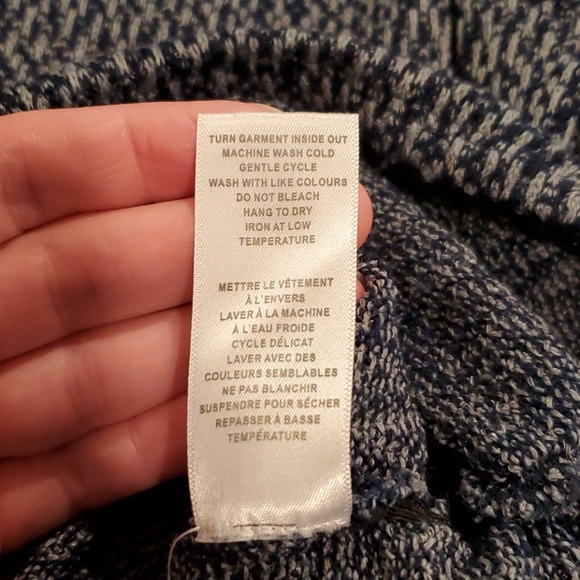 TURN GARMENT INSIDE OUT
MACHINE WASH COLD
GENTLE CYCLE
WASH WITH LIKE COLOURS
DO NOT BLEACH
HANG TO DRY
IRON AT LOW
TEMPERATURE
METTRE LE VÊTEMENT
À L'ENVERS
LAVER À LA MACHINE
À L'EAU FROIDE
CYCLE DÉLICAT
LAVER AVEC DES
COULEURS SEMBLABLES
NE PAS BLANCHIR
SUSPENDRE POUR SÉCHER
REPASSER À BASSE
TEMPÉRATURE